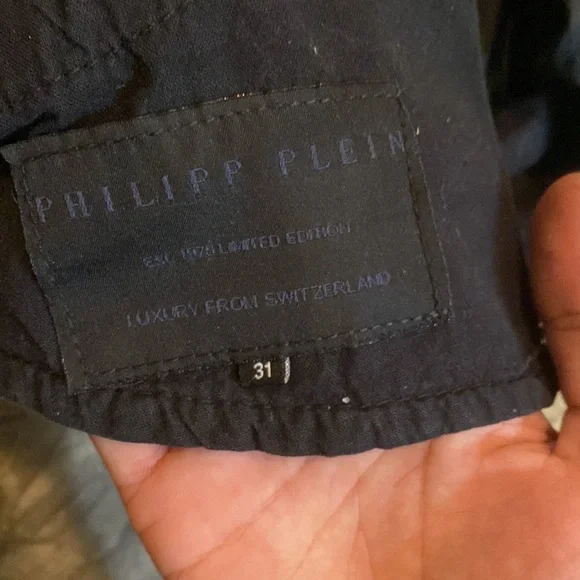 PHILIPP PLEIN
EST. 1978 LIMITED EDITION
LUXURY FROM SWITZERLAND
31